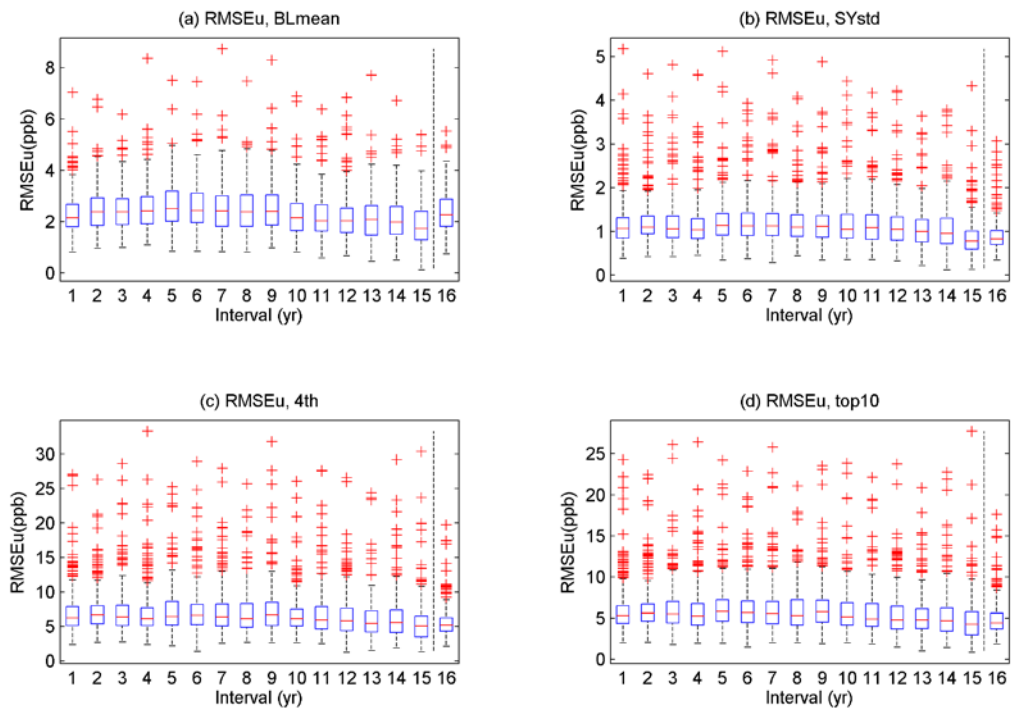 (a) RMSEu, BLmean
RMSEu(ppb)
8
6
4
2
0
1 2 3 4 5 6 7 8 9 10 11 12 13 14 15 16
Interval (yr)
(b) RMSEu, SYstd
RMSEu(ppb)
5
4
3
2
1
0
1 2 3 4 5 6 7 8 9 10 11 12 13 14 15 16
Interval (yr)
(c) RMSEu, 4th
RMSEu(ppb)
30
25
20
15
10
5
0
1 2 3 4 5 6 7 8 9 10 11 12 13 14 15 16
Interval (yr)
(d) RMSEu, top10
RMSEu(ppb)
25
20
15
10
5
0
1 2 3 4 5 6 7 8 9 10 11 12 13 14 15 16
Interval (yr)